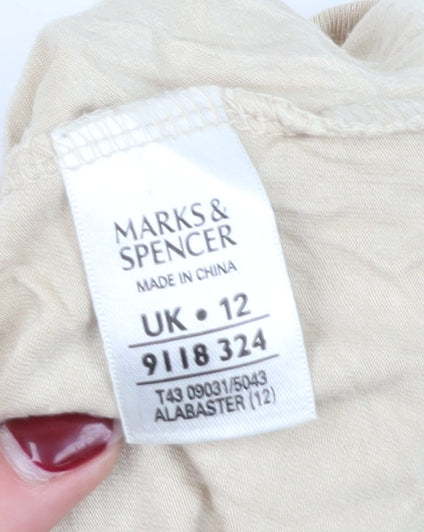 MARKS &
SPENCER
MADE IN CHINA
UK • 12
9118 324
T43 09031/5043
ALABASTER (12)